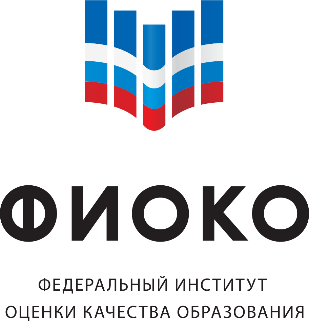 ФИОКО
ФЕДЕРАЛЬНЫЙ ИНСТИТУТ
ОЦЕНКИ КАЧЕСТВА ОБРАЗОВАНИЯ